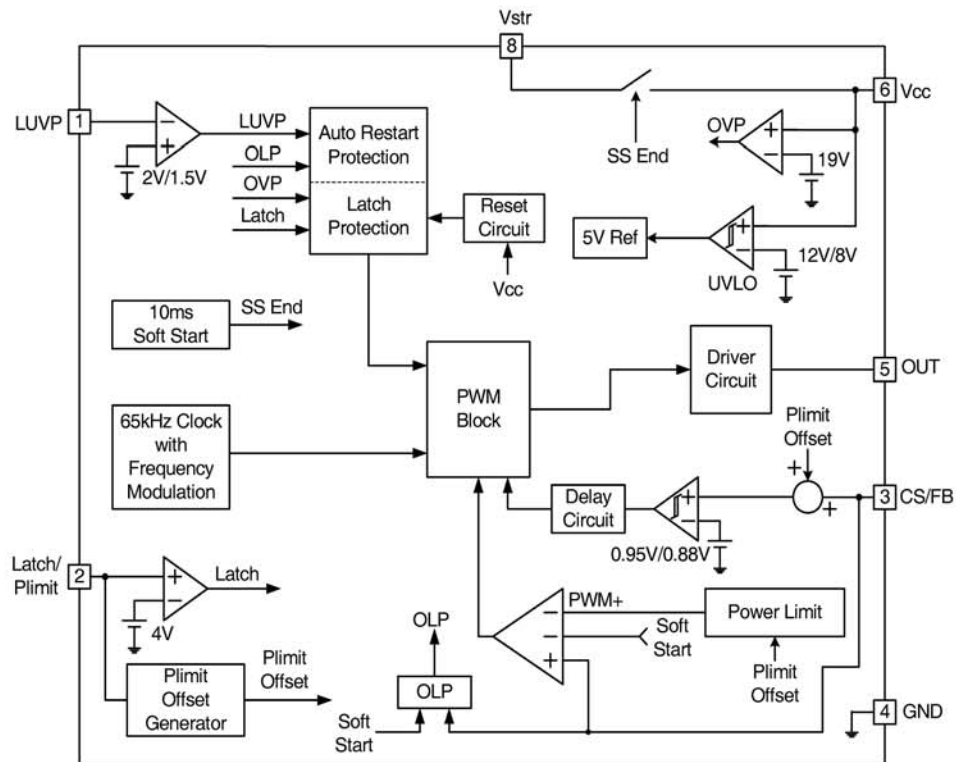 Vstr
8
LUVP
1
−
+
2V/1.5V
LUVP
OLP
OVP
Latch
Auto Restart
Protection
Latch
Protection
Reset
Circuit
Vcc
SS End
6
Vcc
OVP
+
−
19V
5V Ref
+
−
UVLO
12V/8V
10ms
Soft Start
SS End
65kHz Clock
with
Frequency
Modulation
PWM
Block
Driver
Circuit
5
OUT
Plimit
Offset
+
+
3
CS/FB
Delay
Circuit
+
−
0.95V/0.88V
Latch/
Plimit
2
+
−
4V
Latch
Plimit
Offset
Generator
Plimit
Offset
−
−
+
PWM+
Soft
Start
Power Limit
Plimit
Offset
OLP
OLP
Soft
Start
4
GND